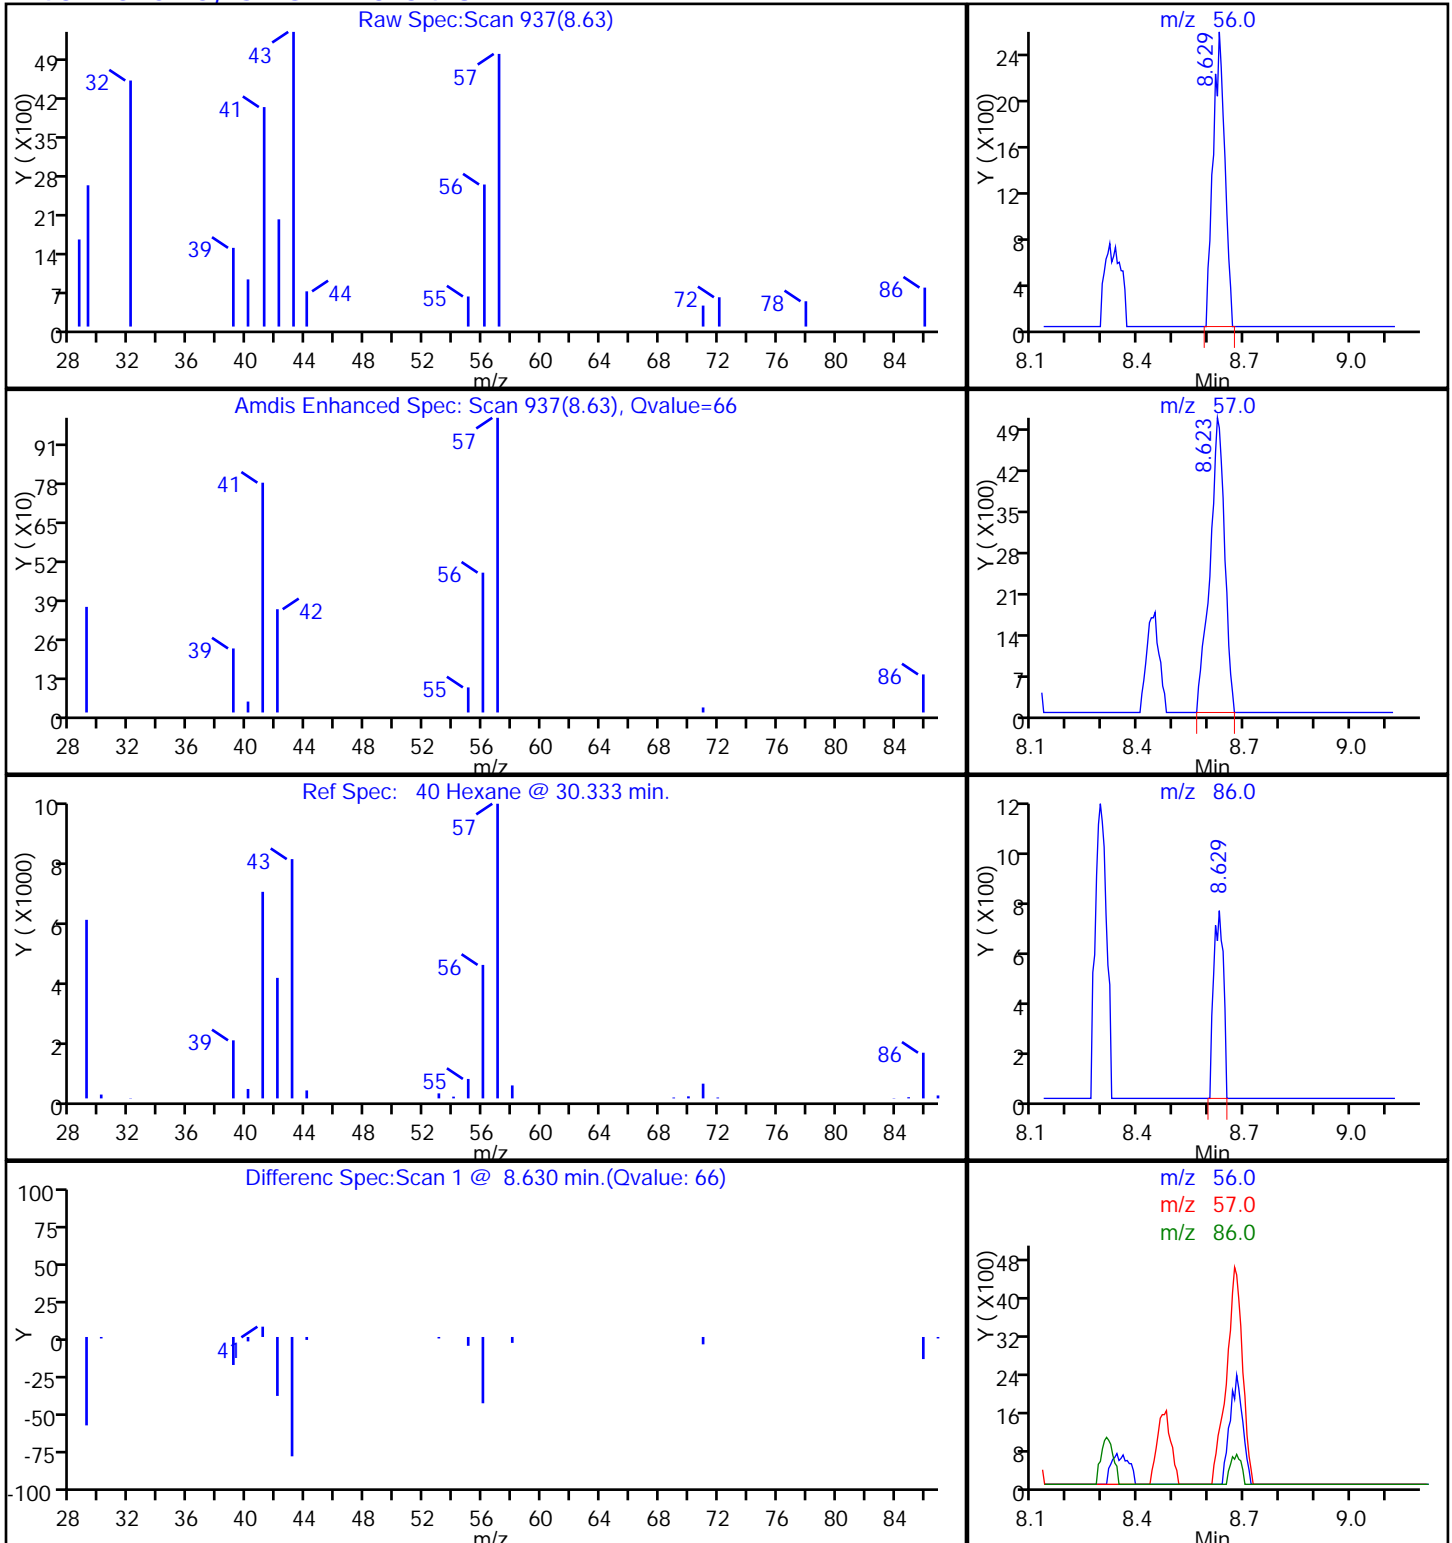 Raw Spec:Scan 937(8.63)
Y ( X100)
49
42
35
28
21
14
7
0
32
39
41
43
44
55
56
57
72
78
86
28 32 36 40 44 48 52 56 60 64 68 72 76 80 84
m/z
m/z 56.0
Y ( X100)
24
20
16
12
8
4
0
8.629
8.1 8.4 8.7 9.0
Min
Amdis Enhanced Spec: Scan 937(8.63), Qvalue=66
Y ( X10)
91
78
65
52
39
26
13
0
39
41
42
55
56
57
86
28 32 36 40 44 48 52 56 60 64 68 72 76 80 84
m/z
m/z 57.0
Y ( X100)
49
42
35
28
21
14
7
0
8.623
8.1 8.4 8.7 9.0
Min
Ref Spec: 40 Hexane @ 30.333 min.
Y ( X1000)
10
8
6
4
2
0
39
43
55
56
57
86
28 32 36 40 44 48 52 56 60 64 68 72 76 80 84
m/z
m/z 86.0
Y ( X100)
12
10
8
6
4
2
0
8.629
8.1 8.4 8.7 9.0
Min
Differenc Spec:Scan 1 @ 8.630 min.(Qvalue: 66)
Y
100
75
50
25
0
-25
-50
-75
-100
41
28 32 36 40 44 48 52 56 60 64 68 72 76 80 84
m/z
m/z 56.0
m/z 57.0
m/z 86.0
Y ( X100)
48
40
32
24
16
8
0
8.1 8.4 8.7 9.0
Min